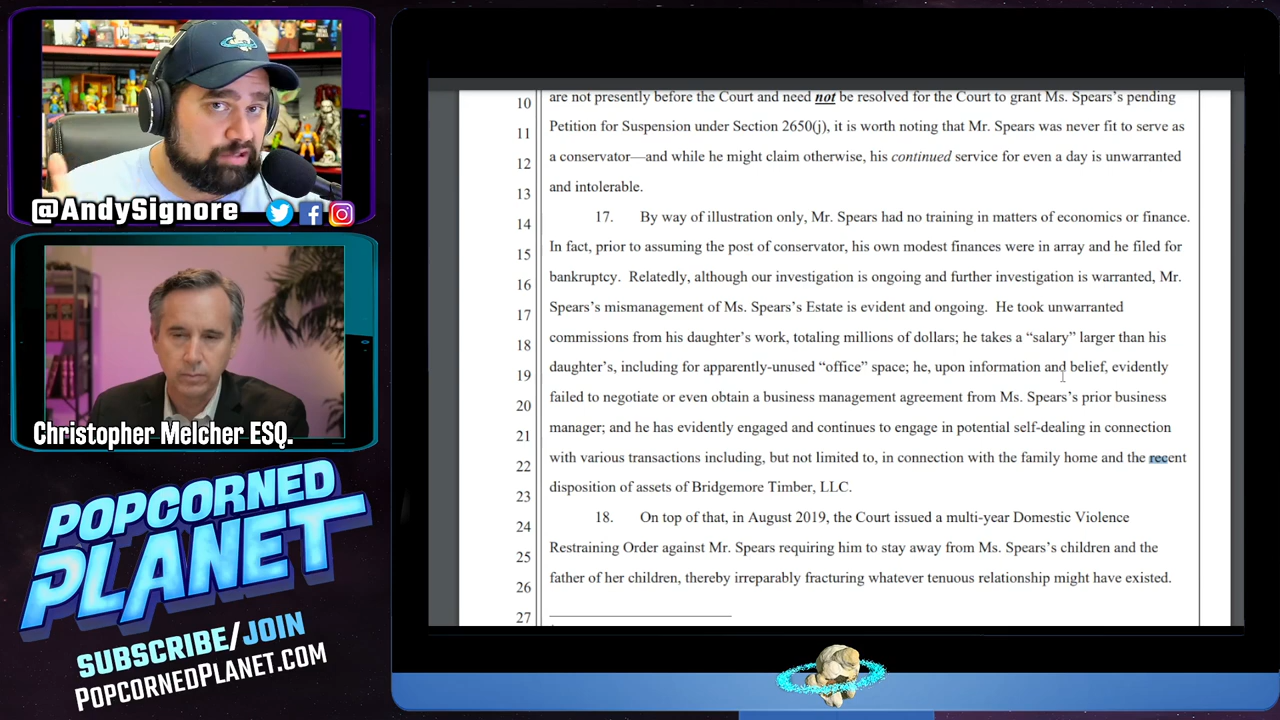 @AndySignore
Christopher Melcher ESQ.
POPCORNED
PLANET
SUBSCRIBE/JOIN
POPCORNEDPLANET.COM
10 are not presently before the Court and need not be resolved for the Court to grant Ms. Spears's pending
11 Petition for Suspension under Section 2650(j), it is worth noting that Mr. Spears was never fit to serve as
12 a conservator—and while he might claim otherwise, his continued service for even a day is unwarranted
13 and intolerable.
14 17. By way of illustration only, Mr. Spears had no training in matters of economics or finance.
15 In fact, prior to assuming the post of conservator, his own modest finances were in array and he filed for
16 bankruptcy. Relatedly, although our investigation is ongoing and further investigation is warranted, Mr.
17 Spears's mismanagement of Ms. Spears's Estate is evident and ongoing. He took unwarranted
18 commissions from his daughter's work, totaling millions of dollars; he takes a “salary” larger than his
19 daughter's, including for apparently-unused “office” space; he, upon information and belief, evidently
20 failed to negotiate or even obtain a business management agreement from Ms. Spears's prior business
21 manager; and he has evidently engaged and continues to engage in potential self-dealing in connection
22 with various transactions including, but not limited to, in connection with the family home and the recent
23 disposition of assets of Bridgemore Timber, LLC.
24 18. On top of that, in August 2019, the Court issued a multi-year Domestic Violence
25 Restraining Order against Mr. Spears requiring him to stay away from Ms. Spears's children and the
26 father of her children, thereby irreparably fracturing whatever tenuous relationship might have existed.
27